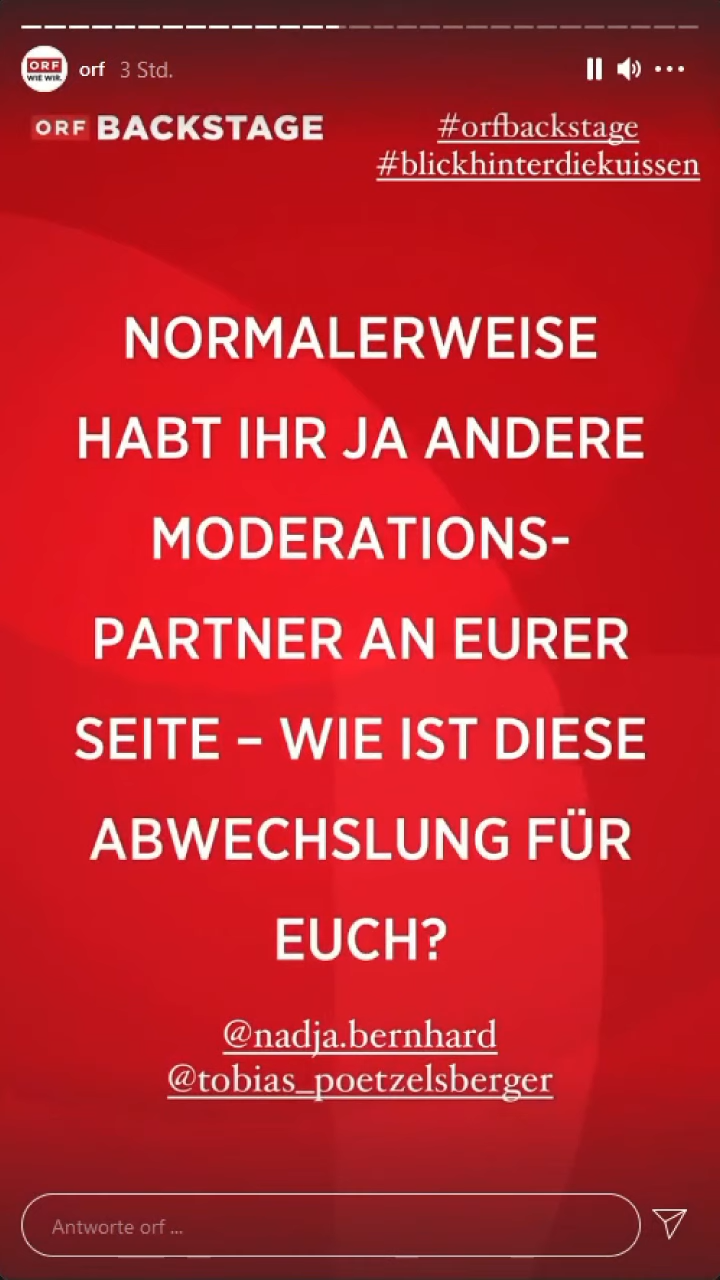 ORF
WIE WIR.
orf 3 Std.
ORF BACKSTAGE
#orfbackstage
#blickhinterdiekuissen
NORMALERWEISE
HABT IHR JA ANDERE
MODERATIONS-
PARTNER AN EURER
SEITE – WIE IST DIESE
ABWECHSLUNG FÜR
EUCH?
@nadja.bernhard
@tobias_poetzelsberger
Antworte orf ...